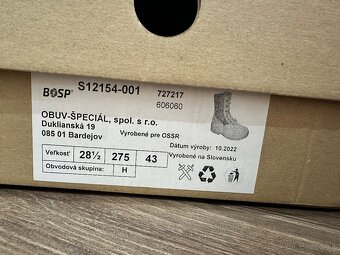 BOSP S12154-001 727217
606060
OBUV-ŠPECIÁL, spol. s r.o.
Duklianská 19
085 01 Bardejov
Vyrobené pre OSSR
Dátum výroby: 10.2022
Vyrobené na Slovensku
28½ 275 43
Obvodová skupina: H